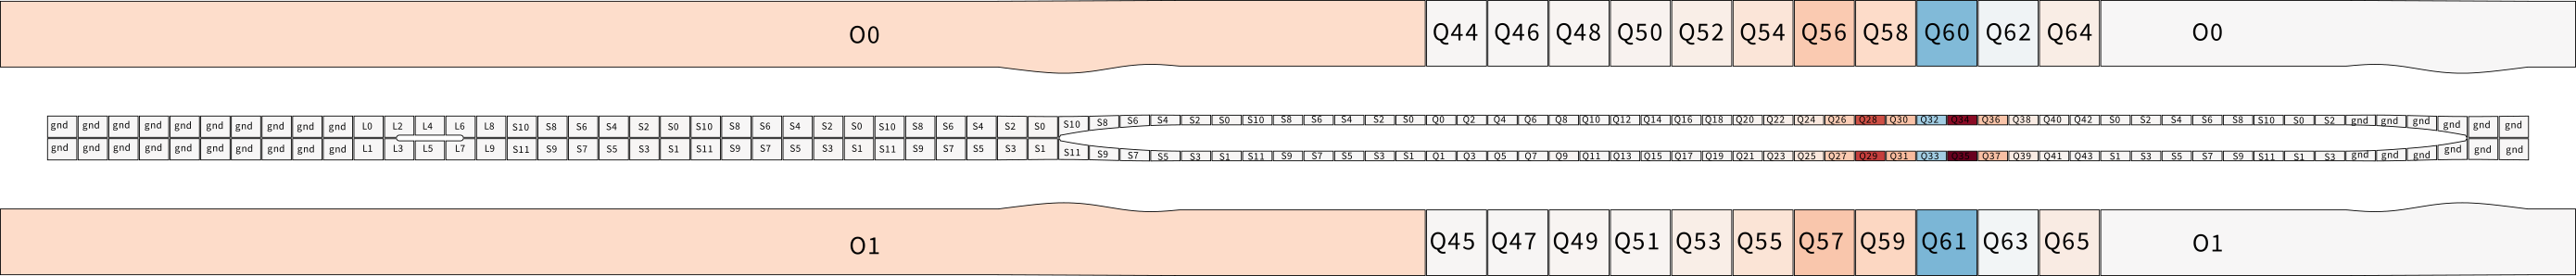 O0 Q44 Q46 Q48 Q50 Q52 Q54 Q56 Q58 Q60 Q62 Q64 O0
gnd gnd gnd gnd gnd gnd gnd gnd gnd gnd L0 L2 L4 L6 L8 S10 S8 S6 S4 S2 S0 S10 S8 S6 S4 S2 S0 S10 S8 S6 S4 S2 S0 S10 S8 S6 S4 S2 S0 S10 S8 S6 S4 S2 S0 Q0 Q2 Q4 Q6 Q8 Q10 Q12 Q14 Q16 Q18 Q20 Q22 Q24 Q26 Q28 Q30 Q32 Q34 Q36 Q38 Q40 Q42 S0 S2 S4 S6 S8 S10 S0 S2 gnd gnd gnd gnd gnd gnd
gnd gnd gnd gnd gnd gnd gnd gnd gnd gnd L1 L3 L5 L7 L9 S11 S9 S7 S5 S3 S1 S11 S9 S7 S5 S3 S1 S11 S9 S7 S5 S3 S1 S11 S9 S7 S5 S3 S1 S11 S9 S7 S5 S3 S1 Q1 Q3 Q5 Q7 Q9 Q11 Q13 Q15 Q17 Q19 Q21 Q23 Q25 Q27 Q29 Q31 Q33 Q35 Q37 Q39 Q41 Q43 S1 S3 S5 S7 S9 S11 S1 S3 gnd gnd gnd gnd gnd gnd
O1 Q45 Q47 Q49 Q51 Q53 Q55 Q57 Q59 Q61 Q63 Q65 O1